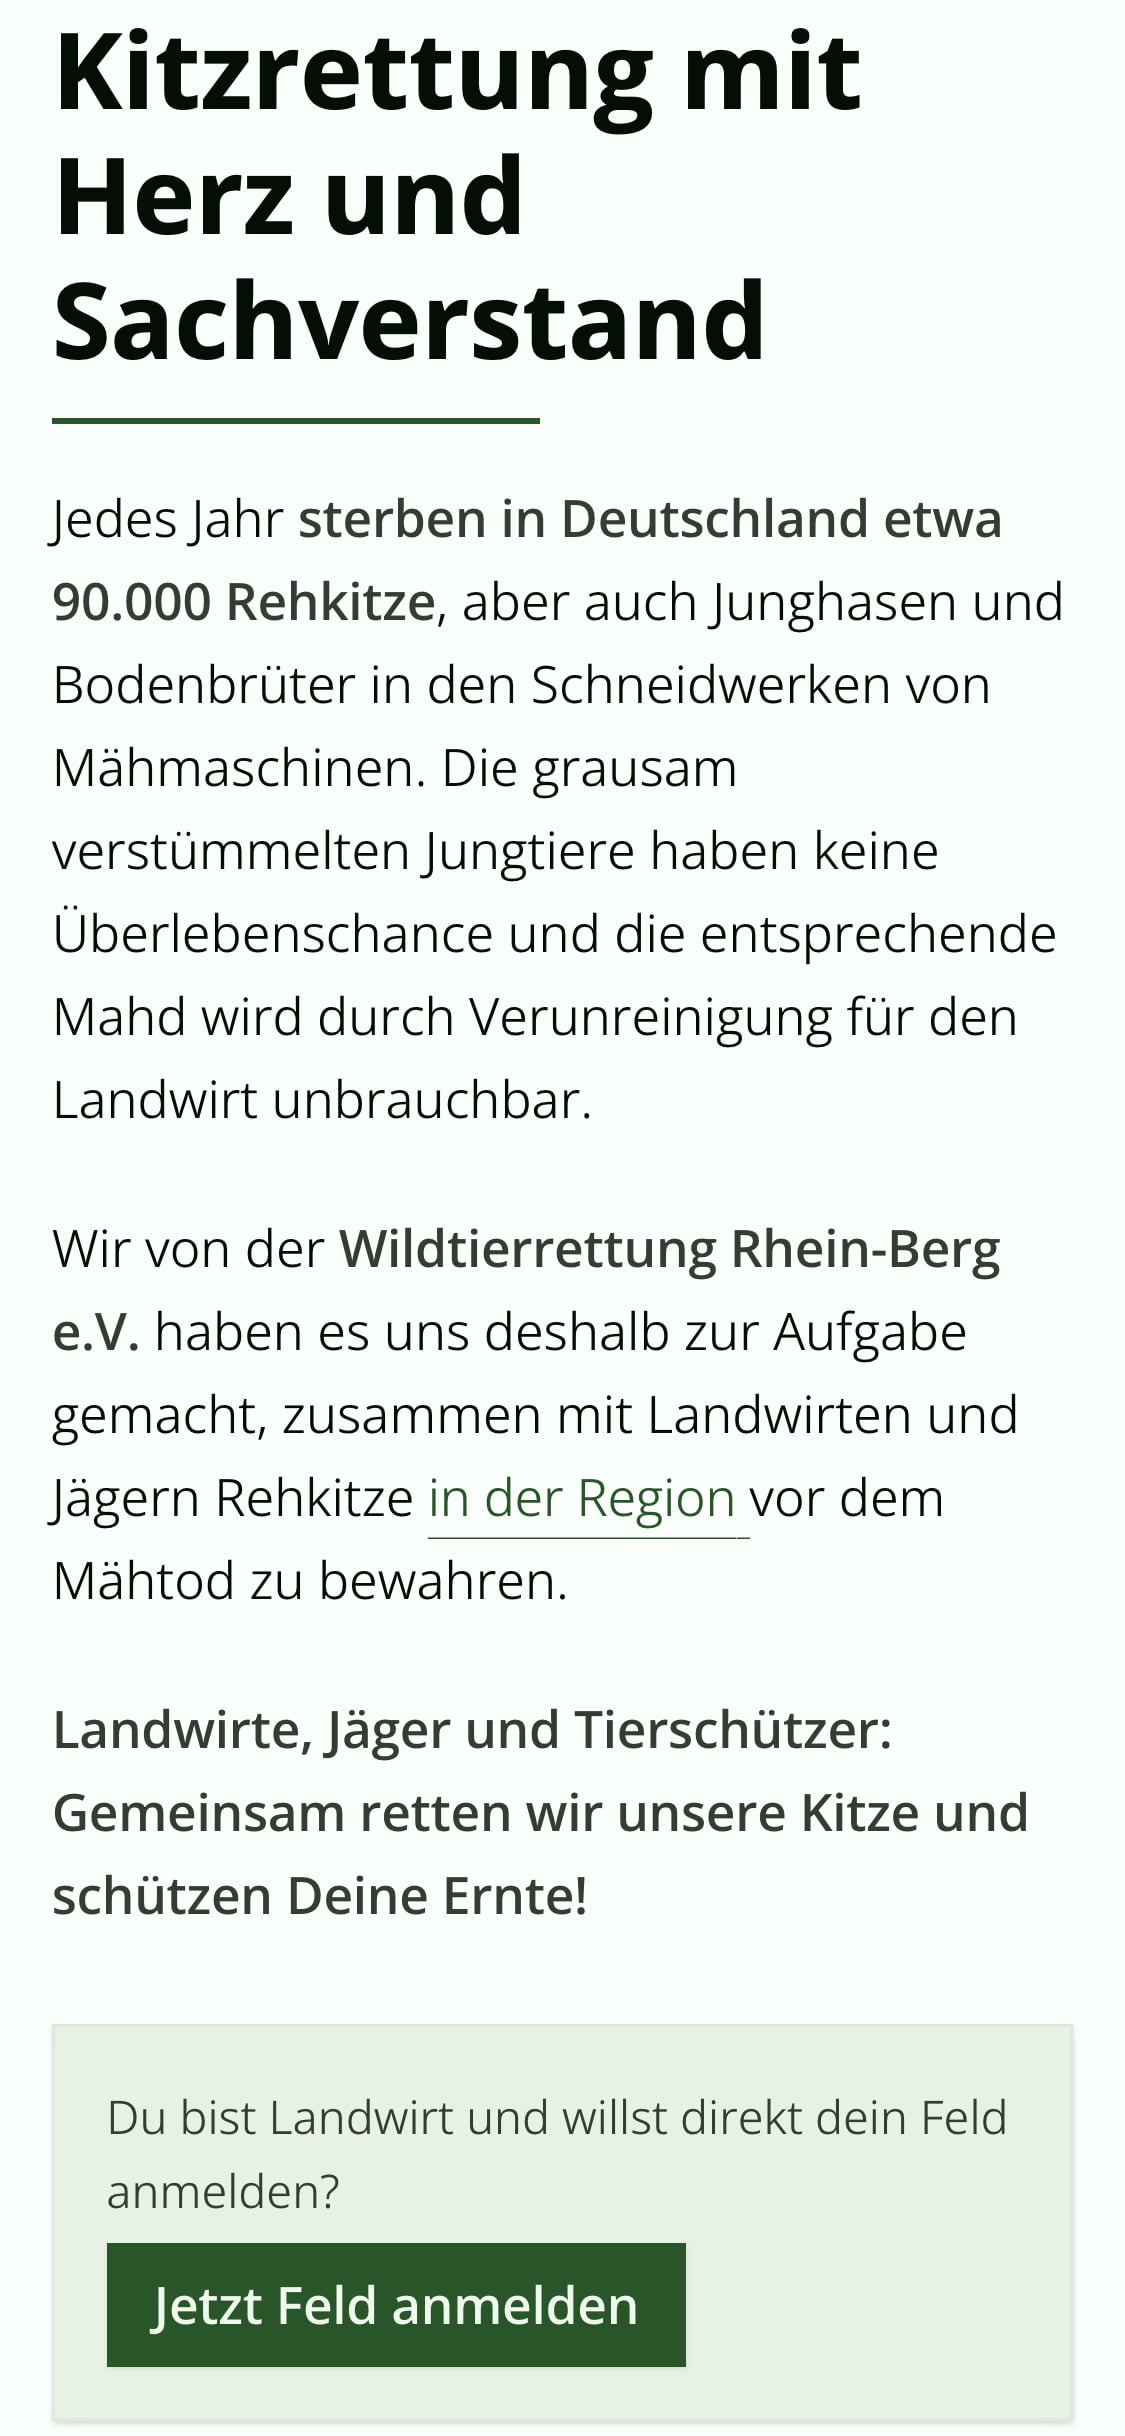 Kitzrettung mit
Herz und
Sachverstand
Jedes Jahr sterben in Deutschland etwa
90.000 Rehkitze, aber auch Junghasen und
Bodenbrüter in den Schneidwerken von
Mähmaschinen. Die grausam
verstümmelten Jungtiere haben keine
Überlebenschance und die entsprechende
Mahd wird durch Verunreinigung für den
Landwirt unbrauchbar.
Wir von der Wildtierrettung Rhein-Berg
e.V. haben es uns deshalb zur Aufgabe
gemacht, zusammen mit Landwirten und
Jägern Rehkitze in der Region vor dem
Mähtod zu bewahren.
Landwirte, Jäger und Tierschützer:
Gemeinsam retten wir unsere Kitze und
schützen Deine Ernte!
Du bist Landwirt und willst direkt dein Feld
anmelden?
Jetzt Feld anmelden